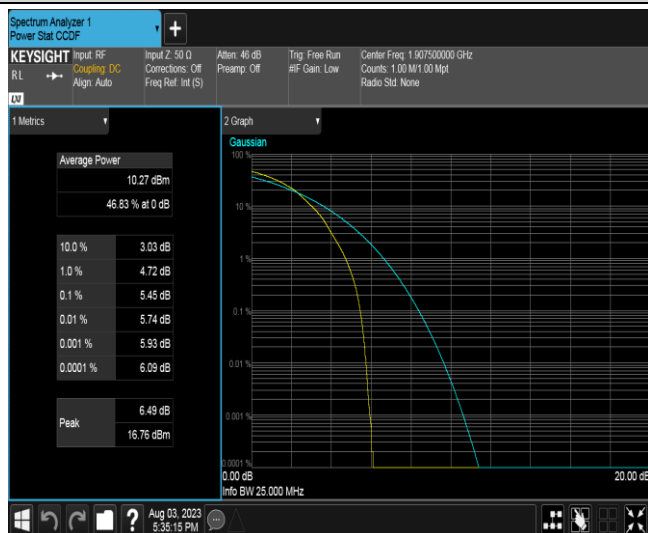 Spectrum Analyzer 1
Power Stat CCDF
+
KEYSIGHT
RL
LXI
Input: RF
Coupling: DC
Align: Auto
Input Z: 50 Ω
Corrections: Off
Freq Ref: Int (S)
Atten: 46 dB
Preamp: Off
Trig: Free Run
#IF Gain: Low
Center Freq: 1.907500000 GHz
Counts: 1.00 M/1.00 Mpt
Radio Std: None
1 Metrics
Average Power
10.27 dBm
46.83 % at 0 dB
10.0 % 3.03 dB
1.0 % 4.72 dB
0.1 % 5.45 dB
0.01 % 5.74 dB
0.001 % 5.93 dB
0.0001 % 6.09 dB
Peak 6.49 dB
16.76 dBm
2 Graph
Gaussian
100 %
10 %
1 %
0.1 %
0.01 %
0.001 %
0.0001 %
0.00 dB 20.00 dB
Info BW 25.000 MHz
?
Aug 03, 2023
5:35:15 PM